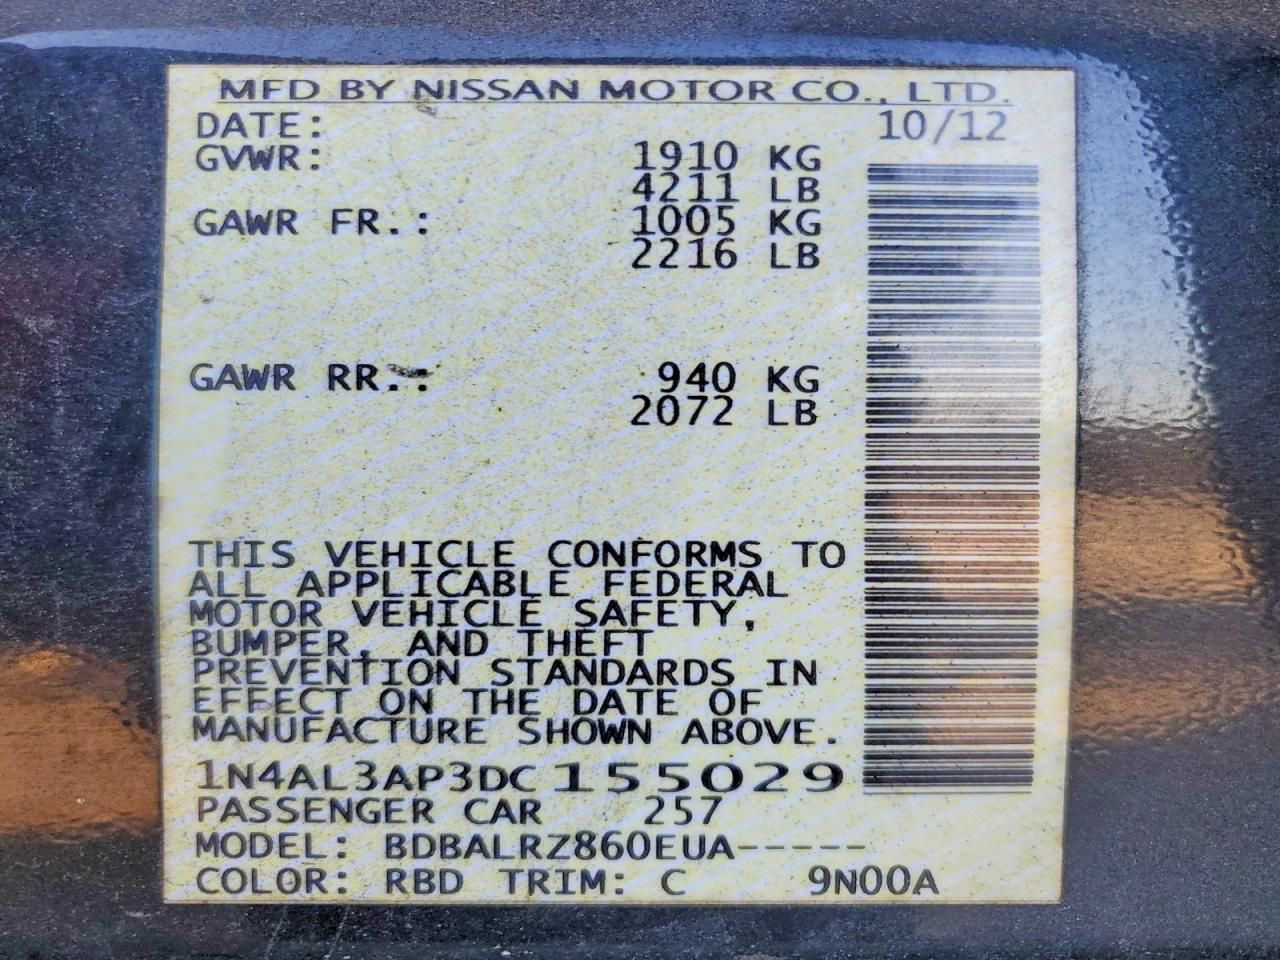 MFD BY NISSAN MOTOR CO., LTD.
DATE: 10/12
GVWR: 1910 KG
4211 LB
GAWR FR.: 1005 KG
2216 LB
GAWR RR.: 940 KG
2072 LB
THIS VEHICLE CONFORMS TO
ALL APPLICABLE FEDERAL
MOTOR VEHICLE SAFETY,
BUMPER, AND THEFT
PREVENTION STANDARDS IN
EFFECT ON THE DATE OF
MANUFACTURE SHOWN ABOVE.
1N4AL3AP3DC155029
PASSENGER CAR 257
MODEL: BDBALRZ860EUA-----
COLOR: RBD TRIM: C 9N00A